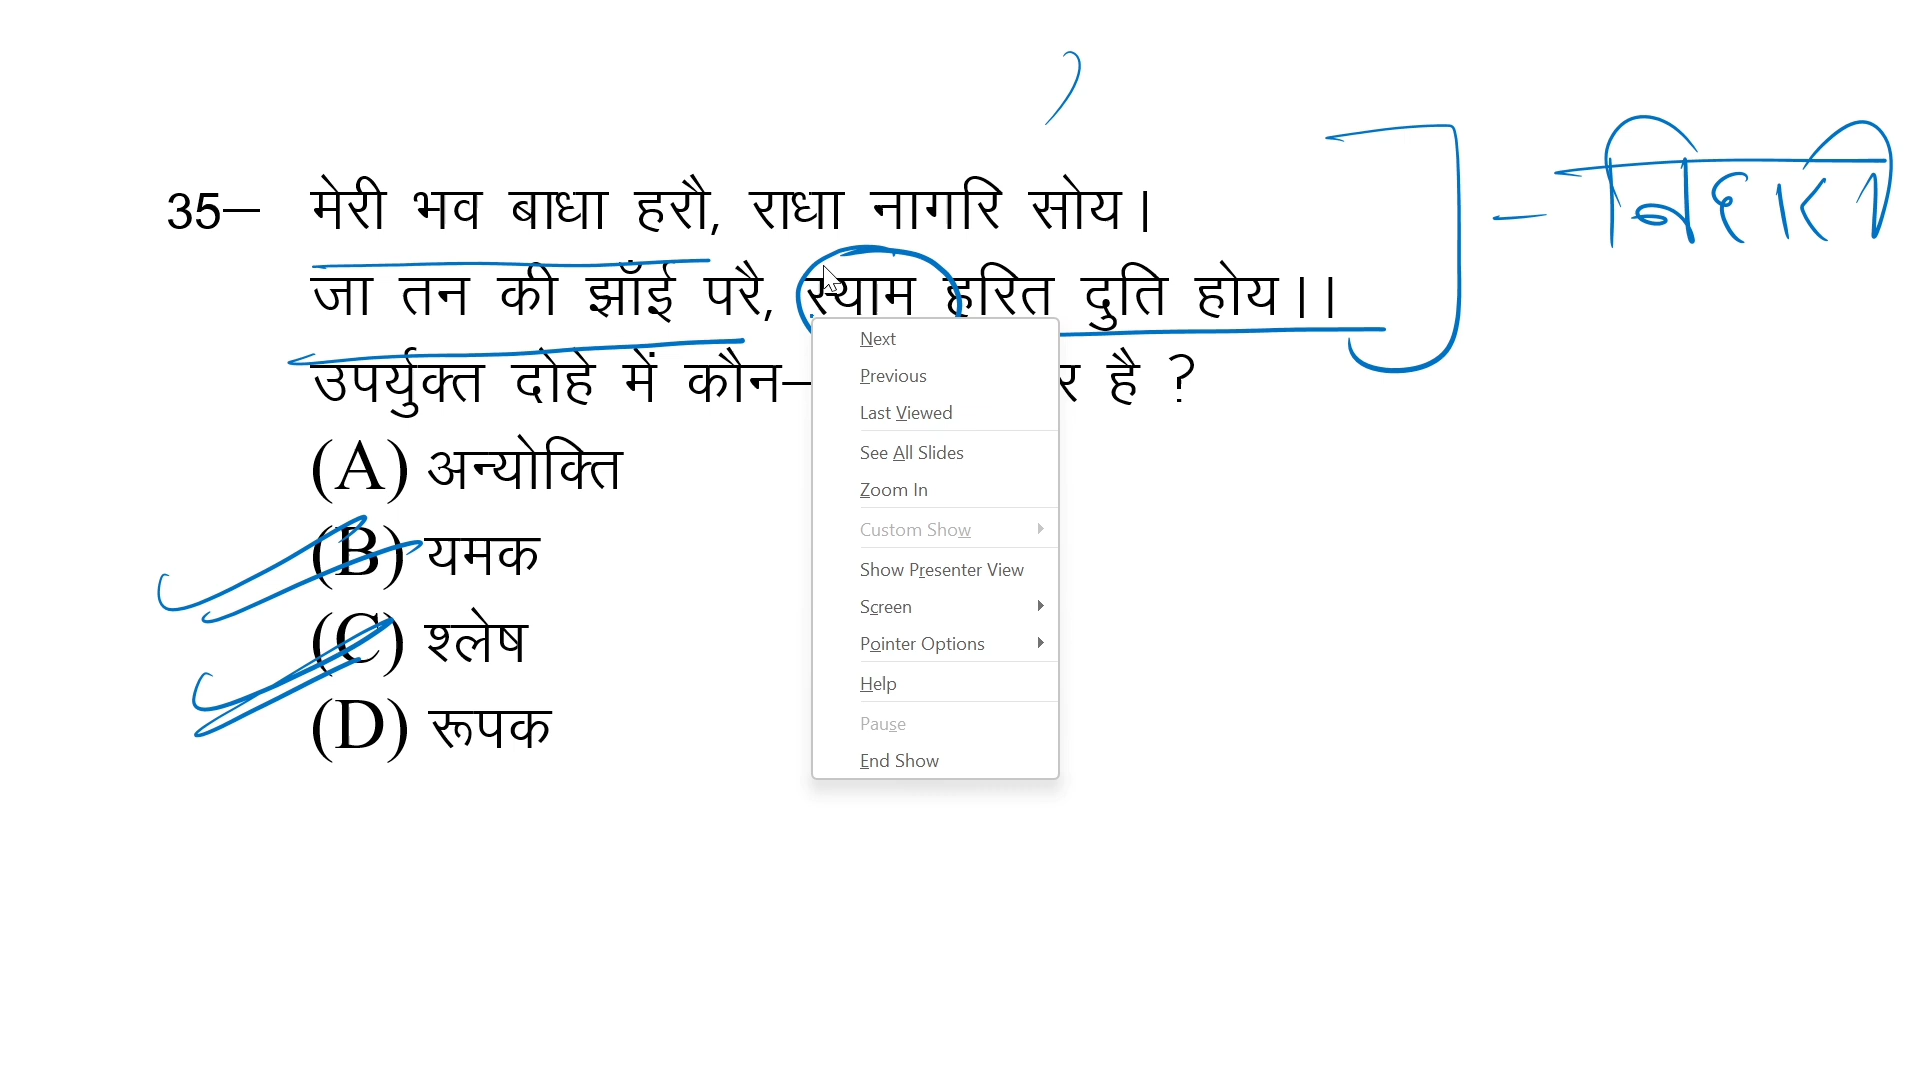 35– मेरी भव बाधा हरौ, राधा नागरि सोय।
बिहारी
जा तन की झाँई परै, स्याम हरित दुति होय।।
उपर्युक्त दोहे में कौन– र है ?
(A) अन्योक्ति
(B) यमक
(C) श्लेष
(D) रूपक
Next
Previous
Last Viewed
See All Slides
Zoom In
Custom Show
Show Presenter View
Screen
Pointer Options
Help
Pause
End Show